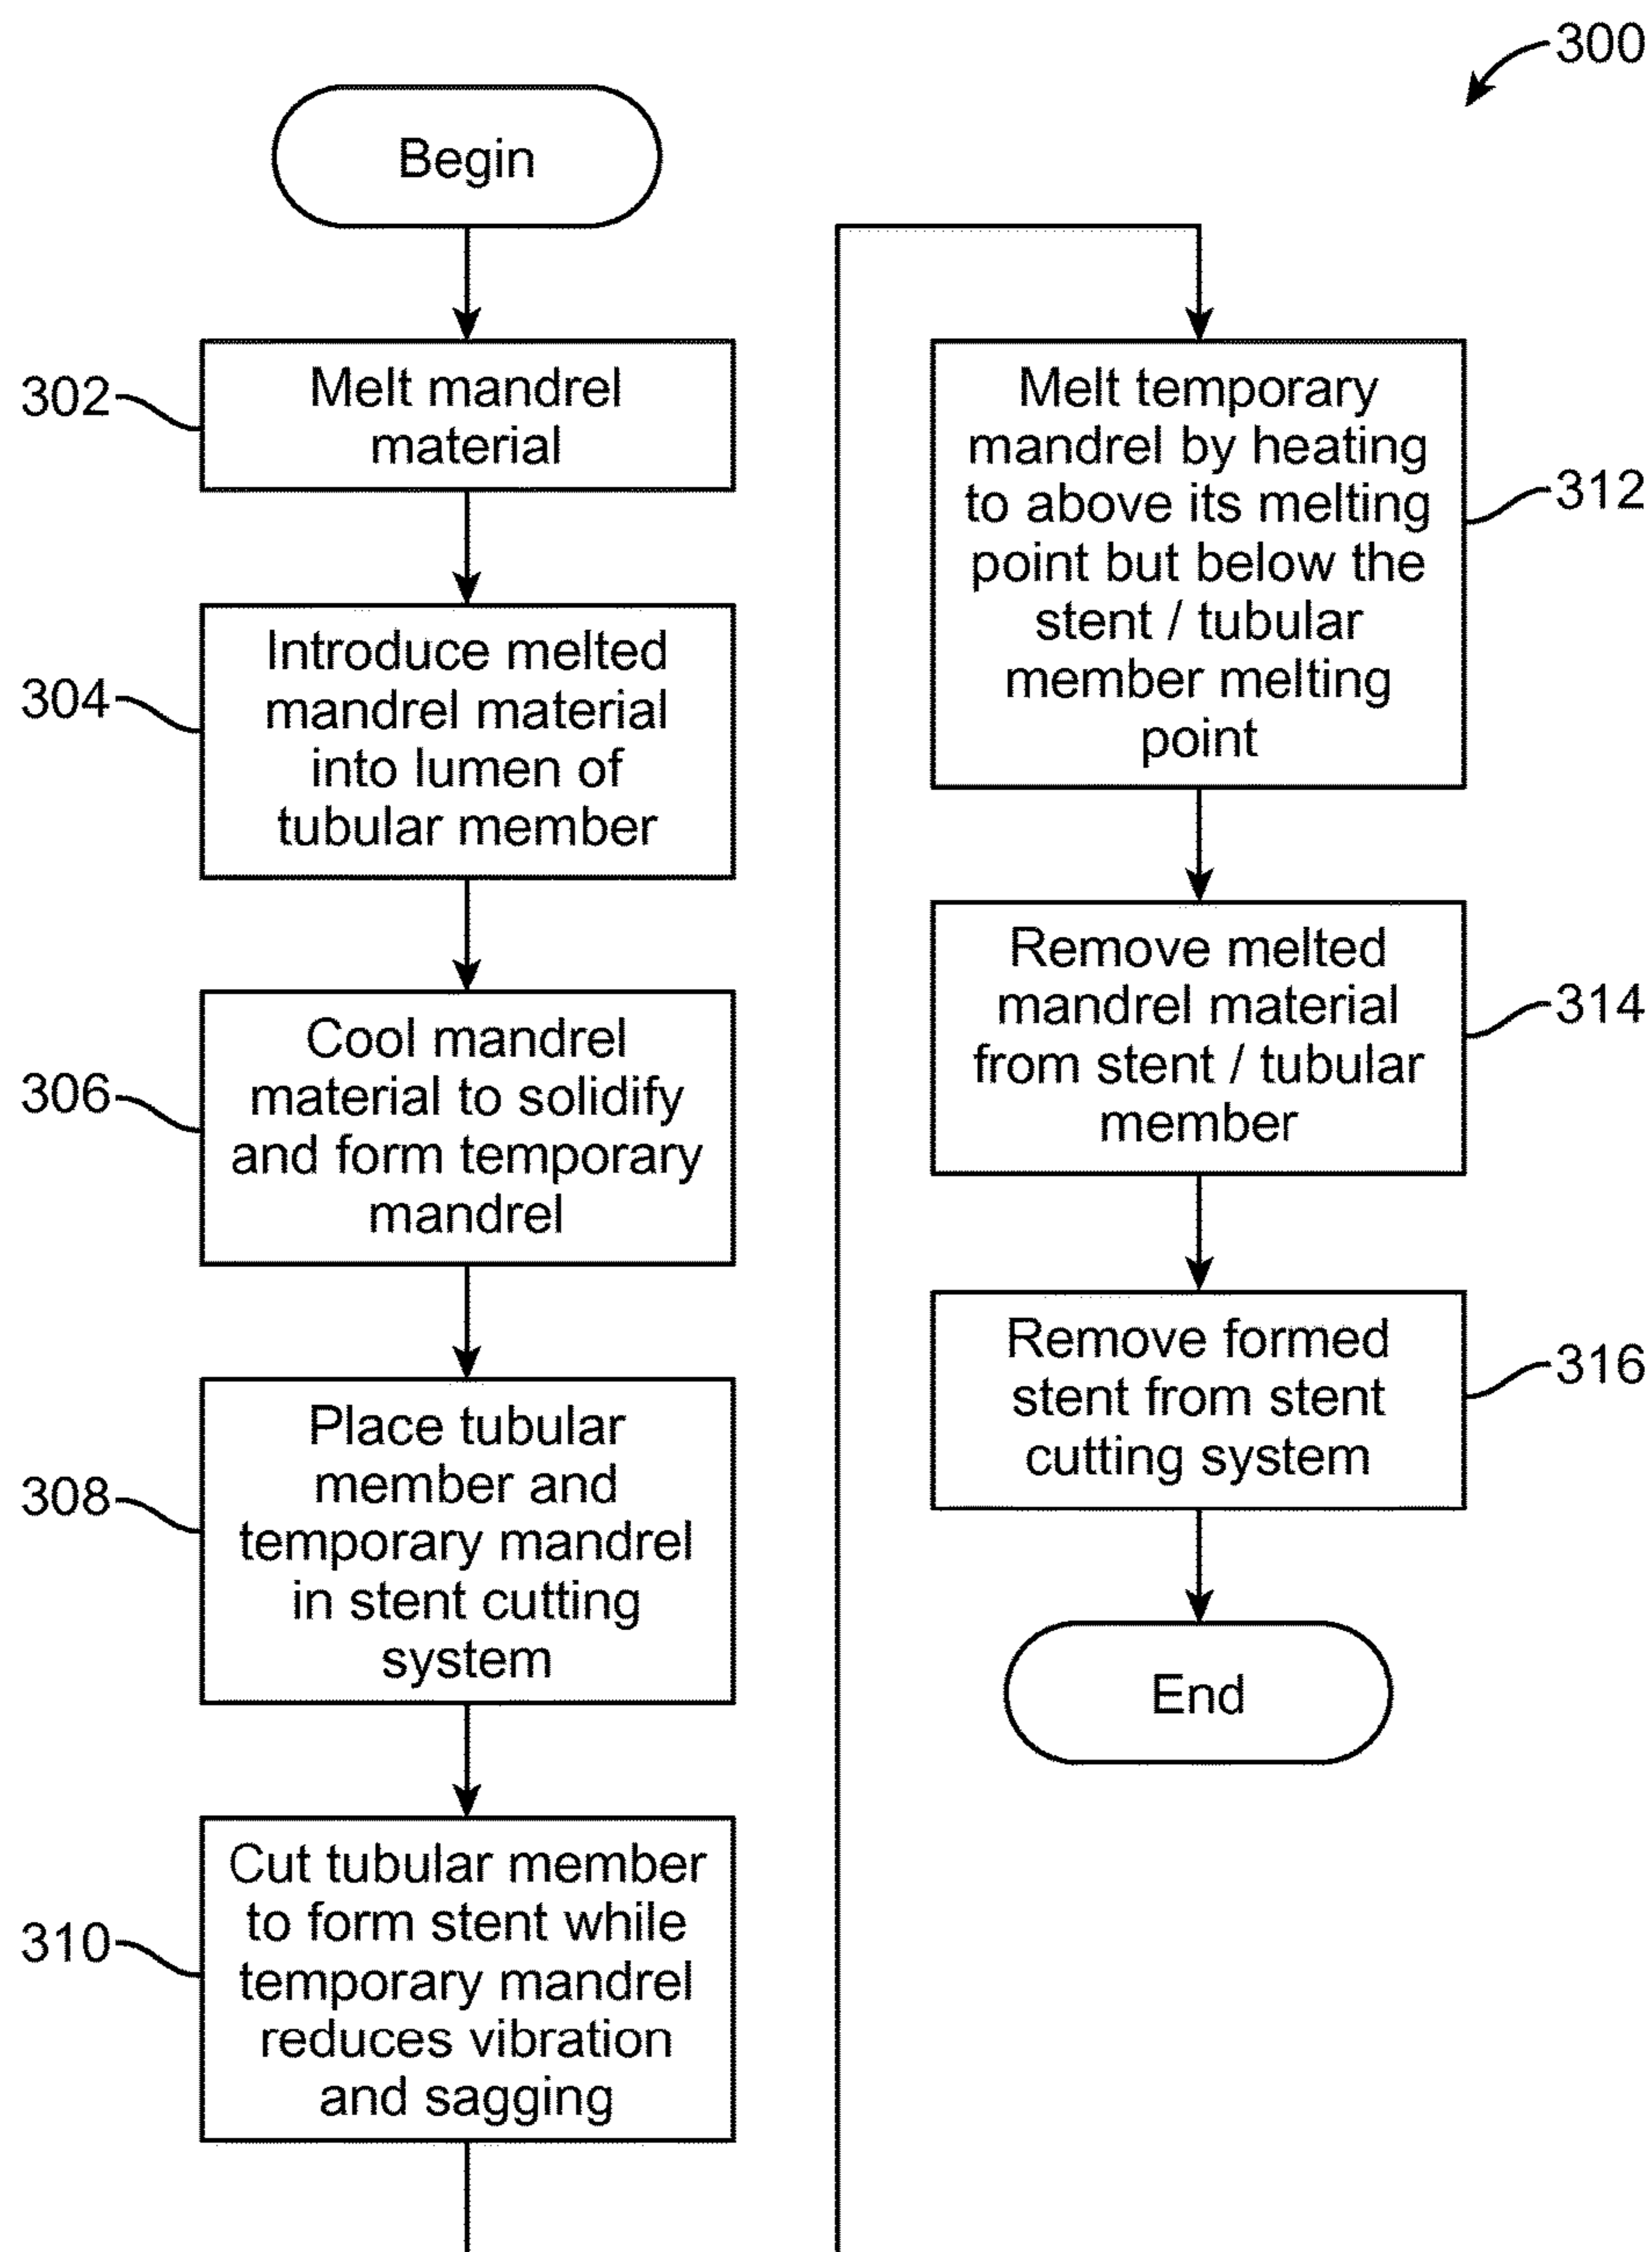 300
Begin
302
Melt mandrel
material
304
Introduce melted
mandrel material
into lumen of
tubular member
306
Cool mandrel
material to solidify
and form temporary
mandrel
308
Place tubular
member and
temporary mandrel
in stent cutting
system
310
Cut tubular member
to form stent while
temporary mandrel
reduces vibration
and sagging
Melt temporary
mandrel by heating
to above its melting
point but below the
stent / tubular
member melting
point
312
Remove melted
mandrel material
from stent / tubular
member
314
Remove formed
stent from stent
cutting system
316
End